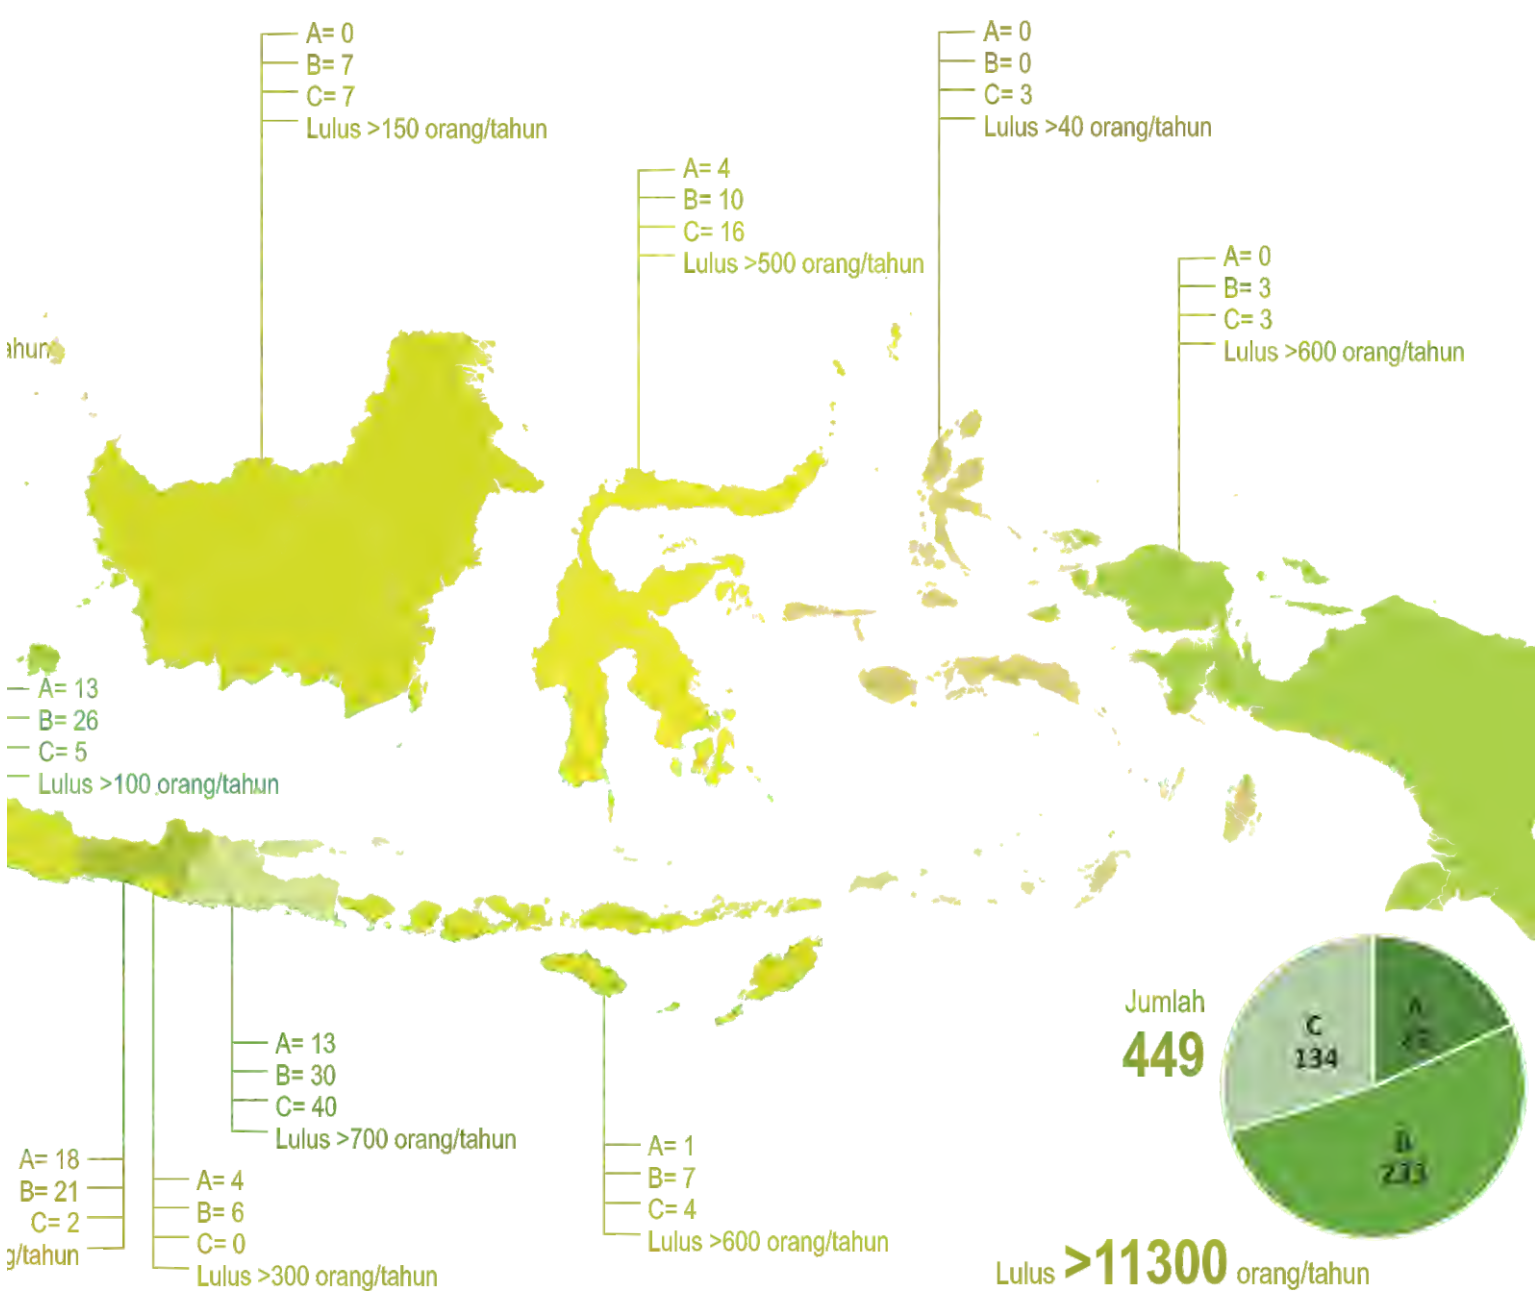 A= 0
B= 7
C= 7
Lulus >150 orang/tahun
A= 0
B= 0
C= 3
Lulus >40 orang/tahun
A= 4
B= 10
C= 16
Lulus >500 orang/tahun
A= 0
B= 3
C= 3
Lulus >600 orang/tahun
ahun
A= 13
B= 26
C= 5
Lulus >100 orang/tahun
A= 13
B= 30
C= 40
Lulus >700 orang/tahun
A= 18
B= 21
C= 2
g/tahun
A= 4
B= 6
C= 0
Lulus >300 orang/tahun
A= 1
B= 7
C= 4
Lulus >600 orang/tahun
Jumlah
449
C
134
A
B
233
Lulus >11300 orang/tahun